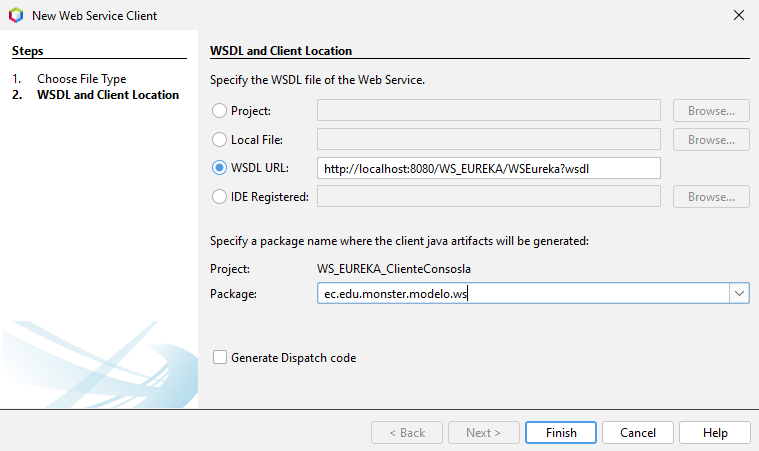 New Web Service Client
Steps
1. Choose File Type
2. WSDL and Client Location
WSDL and Client Location
Specify the WSDL file of the Web Service.
Project: Browse...
Local File: Browse...
WSDL URL: http://localhost:8080/WS_EUREKA/WSEureka?wsdl
IDE Registered: Browse...
Specify a package name where the client java artifacts will be generated:
Project: WS_EUREKA_ClienteConsosla
Package: ec.edu.monster.modelo.ws
Generate Dispatch code
< Back Next > Finish Cancel Help